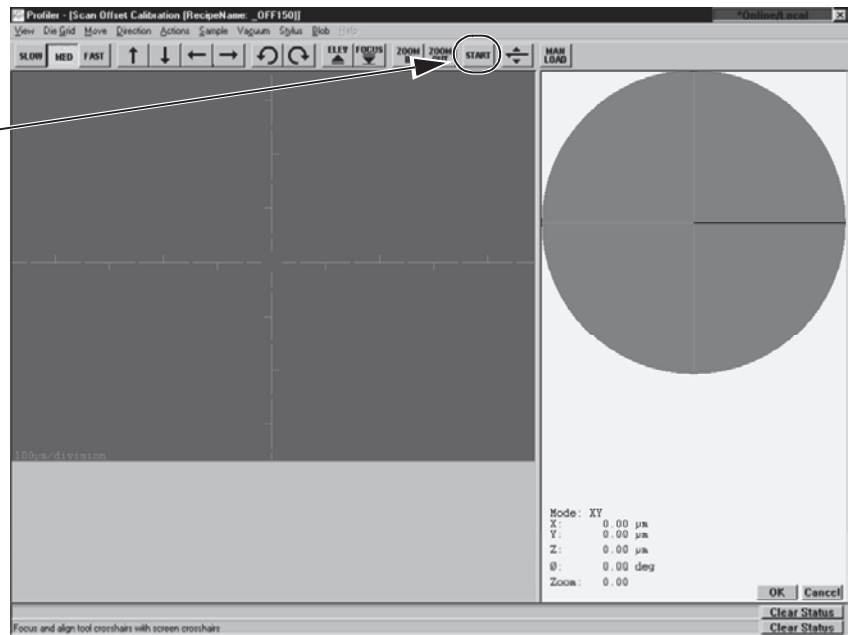 Profiler - [Scan Offset Calibration [RecipeName: _OFF150]]
*Online/Local
View Die Grid Move Direction Actions Sample Vacuum Stylus Blob Help
SLOW MED FAST ELEV FOCUS ZOOM ZOOM OUT START MAN LOAD
100µm/division
Mode: XY
X: 0.00 µm
Y: 0.00 µm
Z: 0.00 µm
Ø: 0.00 deg
Zoom: 0.00
OK Cancel
Clear Status
Focus and align tool crosshairs with screen crosshairs
Clear Status